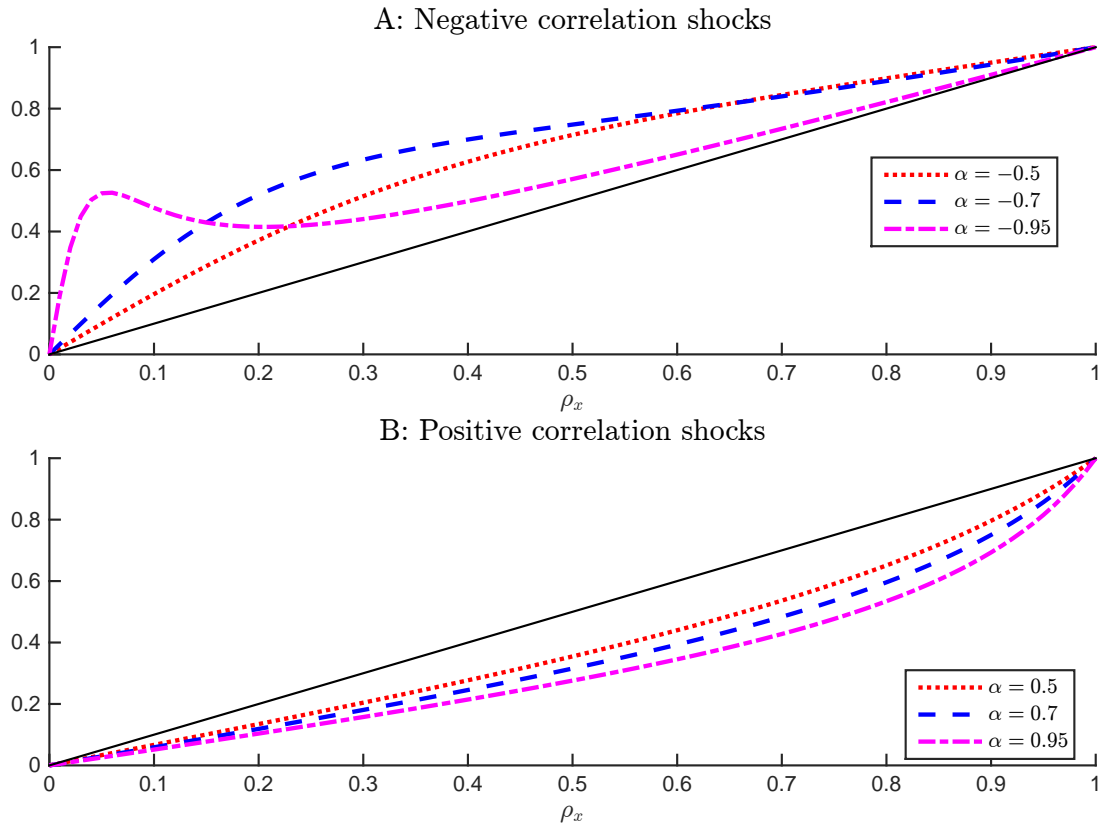 A: Negative correlation shocks
1
0.8
0.6
0.4
0.2
0
α = −0.5
α = −0.7
α = −0.95
0 0.1 0.2 0.3 0.4 0.5 0.6 0.7 0.8 0.9 1
ρx
B: Positive correlation shocks
1
0.8
0.6
0.4
0.2
0
α = 0.5
α = 0.7
α = 0.95
0 0.1 0.2 0.3 0.4 0.5 0.6 0.7 0.8 0.9 1
ρx